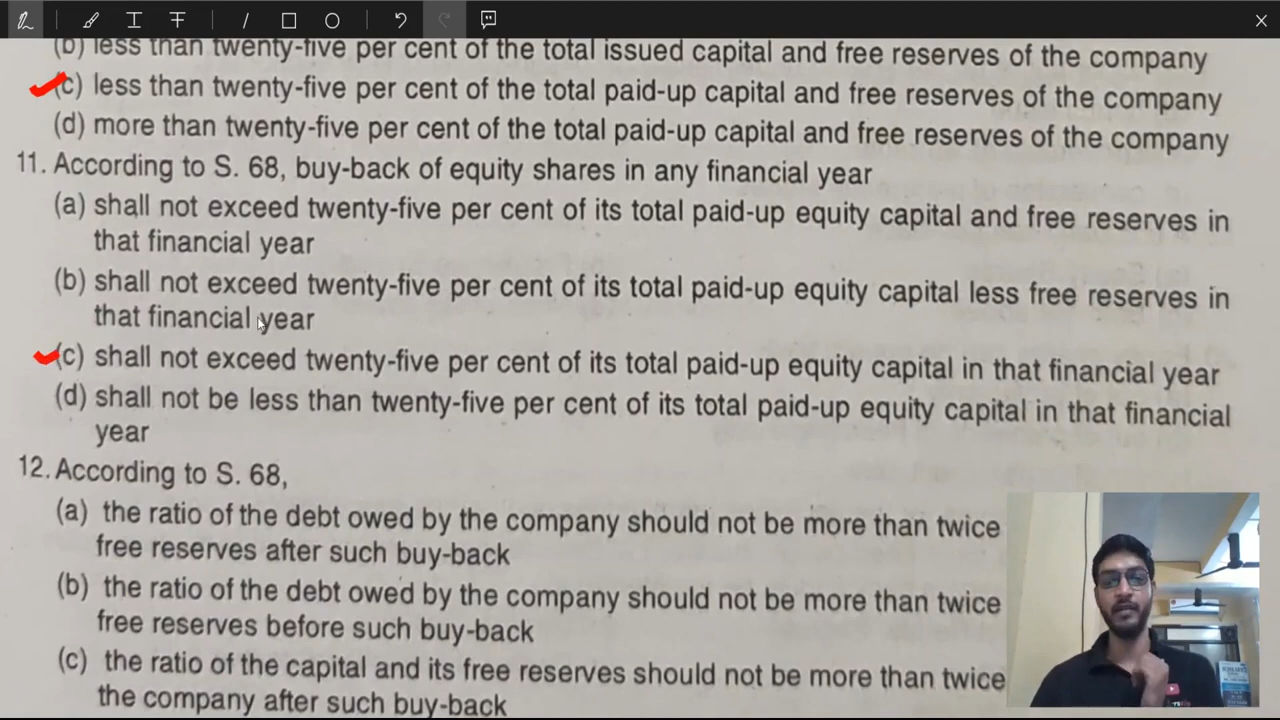 (b) less than twenty-five per cent of the total issued capital and free reserves of the company
(c) less than twenty-five per cent of the total paid-up capital and free reserves of the company
(d) more than twenty-five per cent of the total paid-up capital and free reserves of the company
11. According to S. 68, buy-back of equity shares in any financial year
(a) shall not exceed twenty-five per cent of its total paid-up equity capital and free reserves in
that financial year
(b) shall not exceed twenty-five per cent of its total paid-up equity capital less free reserves in
that financial year
(c) shall not exceed twenty-five per cent of its total paid-up equity capital in that financial year
(d) shall not be less than twenty-five per cent of its total paid-up equity capital in that financial
year
12. According to S. 68,
(a) the ratio of the debt owed by the company should not be more than twice
free reserves after such buy-back
(b) the ratio of the debt owed by the company should not be more than twice
free reserves before such buy-back
(c) the ratio of the capital and its free reserves should not be more than twice
the company after such buy-back